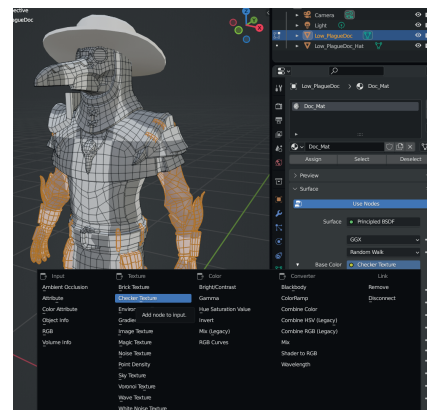 ective
agueDoc
Camera
Light
Low_PlagueDoc
Low_PlagueDoc_Hat
Low_PlagueDoc > Doc_Mat
Doc_Mat
Doc_Mat
Assign Select Deselect
Preview
Surface
Use Nodes
Surface Principled BSDF
GGX
Random Walk
Base Color Checker Texture
Input Texture Color Converter Link
Ambient Occlusion Brick Texture Bright/Contrast Blackbody Remove
Attribute Checker Texture Gamma ColorRamp Disconnect
Color Attribute Environ Hue Saturation Value Combine Color
Object Info Gradie Add node to input. Invert Combine HSV (Legacy)
RGB Image Texture Mix (Legacy) Combine RGB (Legacy)
Volume Info Magic Texture RGB Curves Mix
Noise Texture Shader to RGB
Point Density Wavelength
Sky Texture
Voronoi Texture
Wave Texture
White Noise Texture